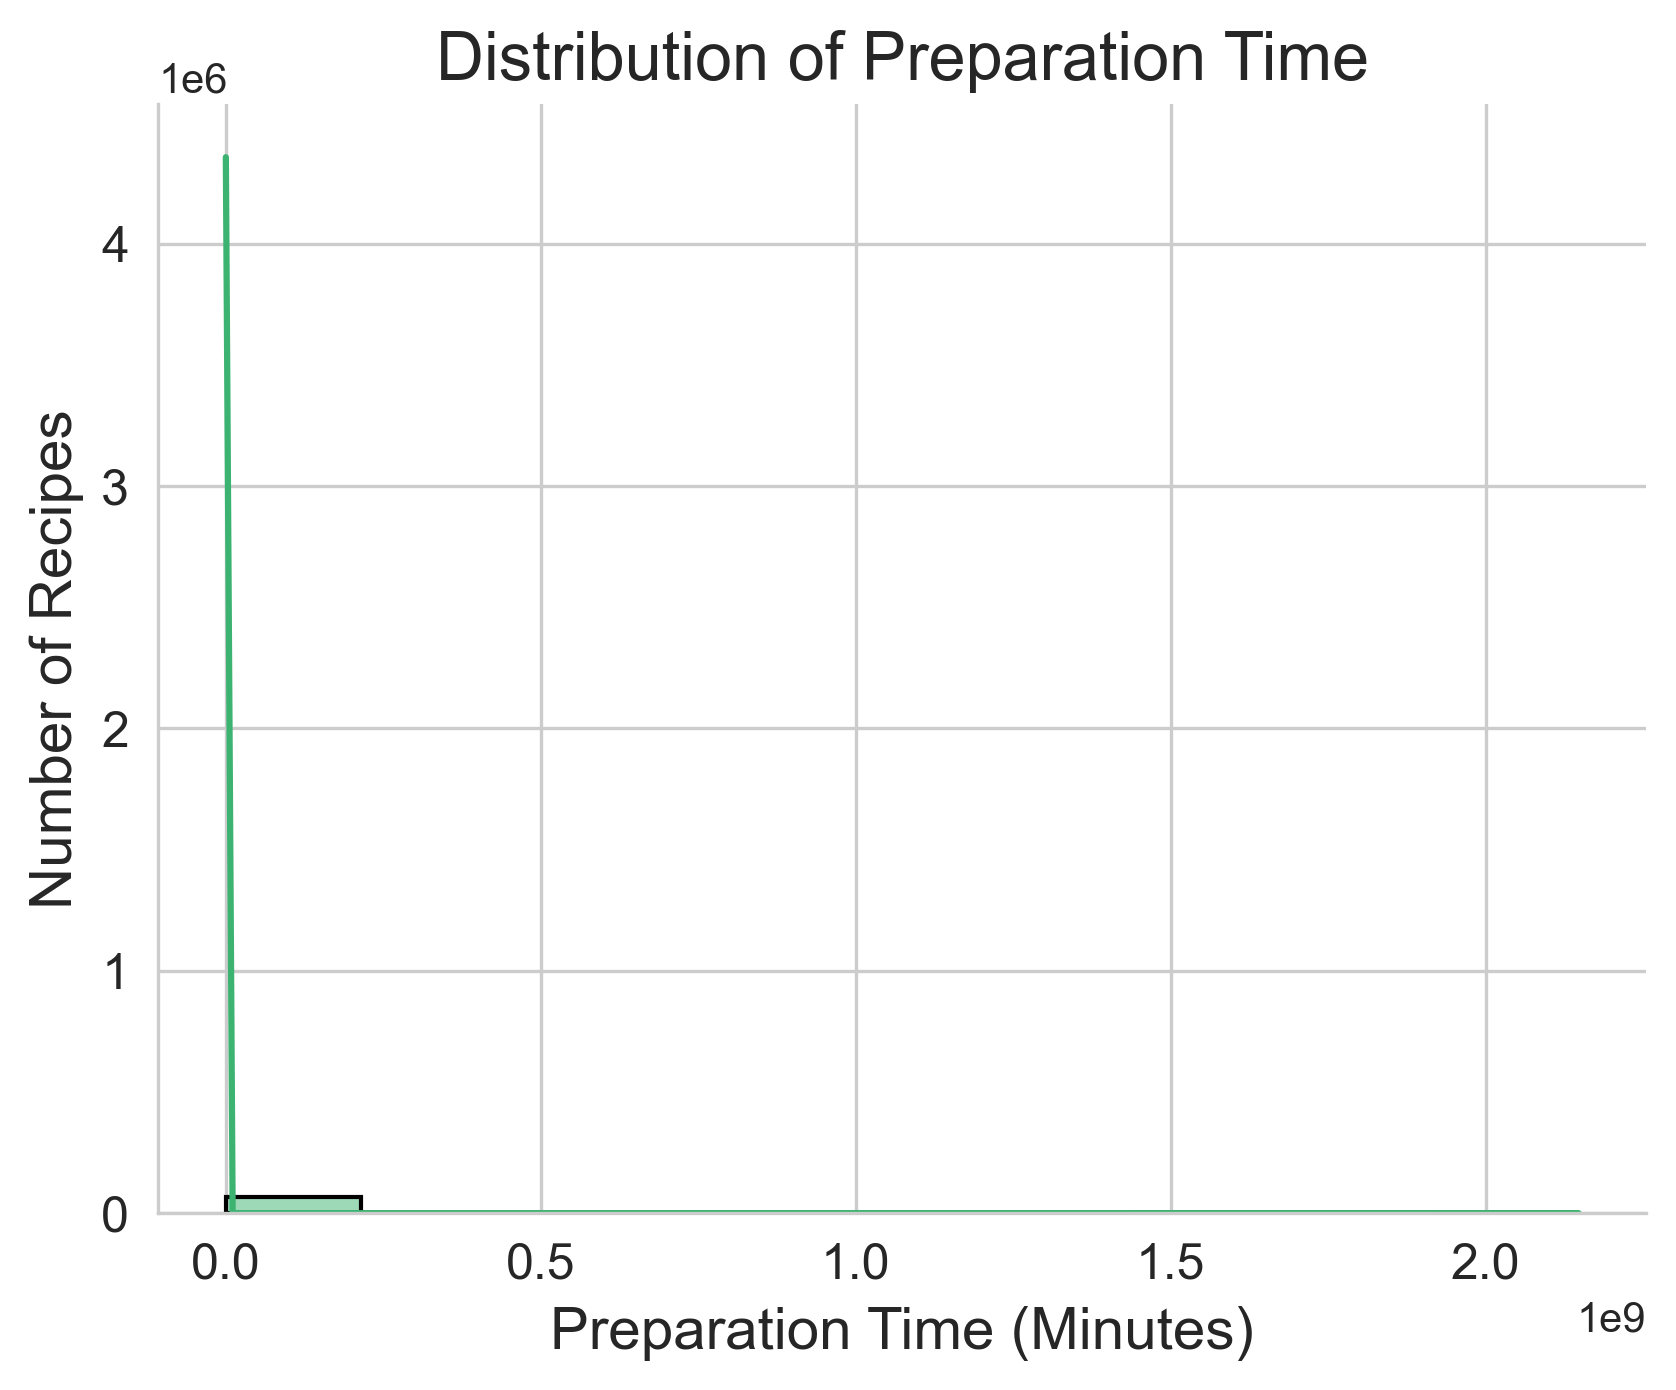 Distribution of Preparation Time
1e6
4
3
2
1
0
Number of Recipes
0.0 0.5 1.0 1.5 2.0
1e9
Preparation Time (Minutes)